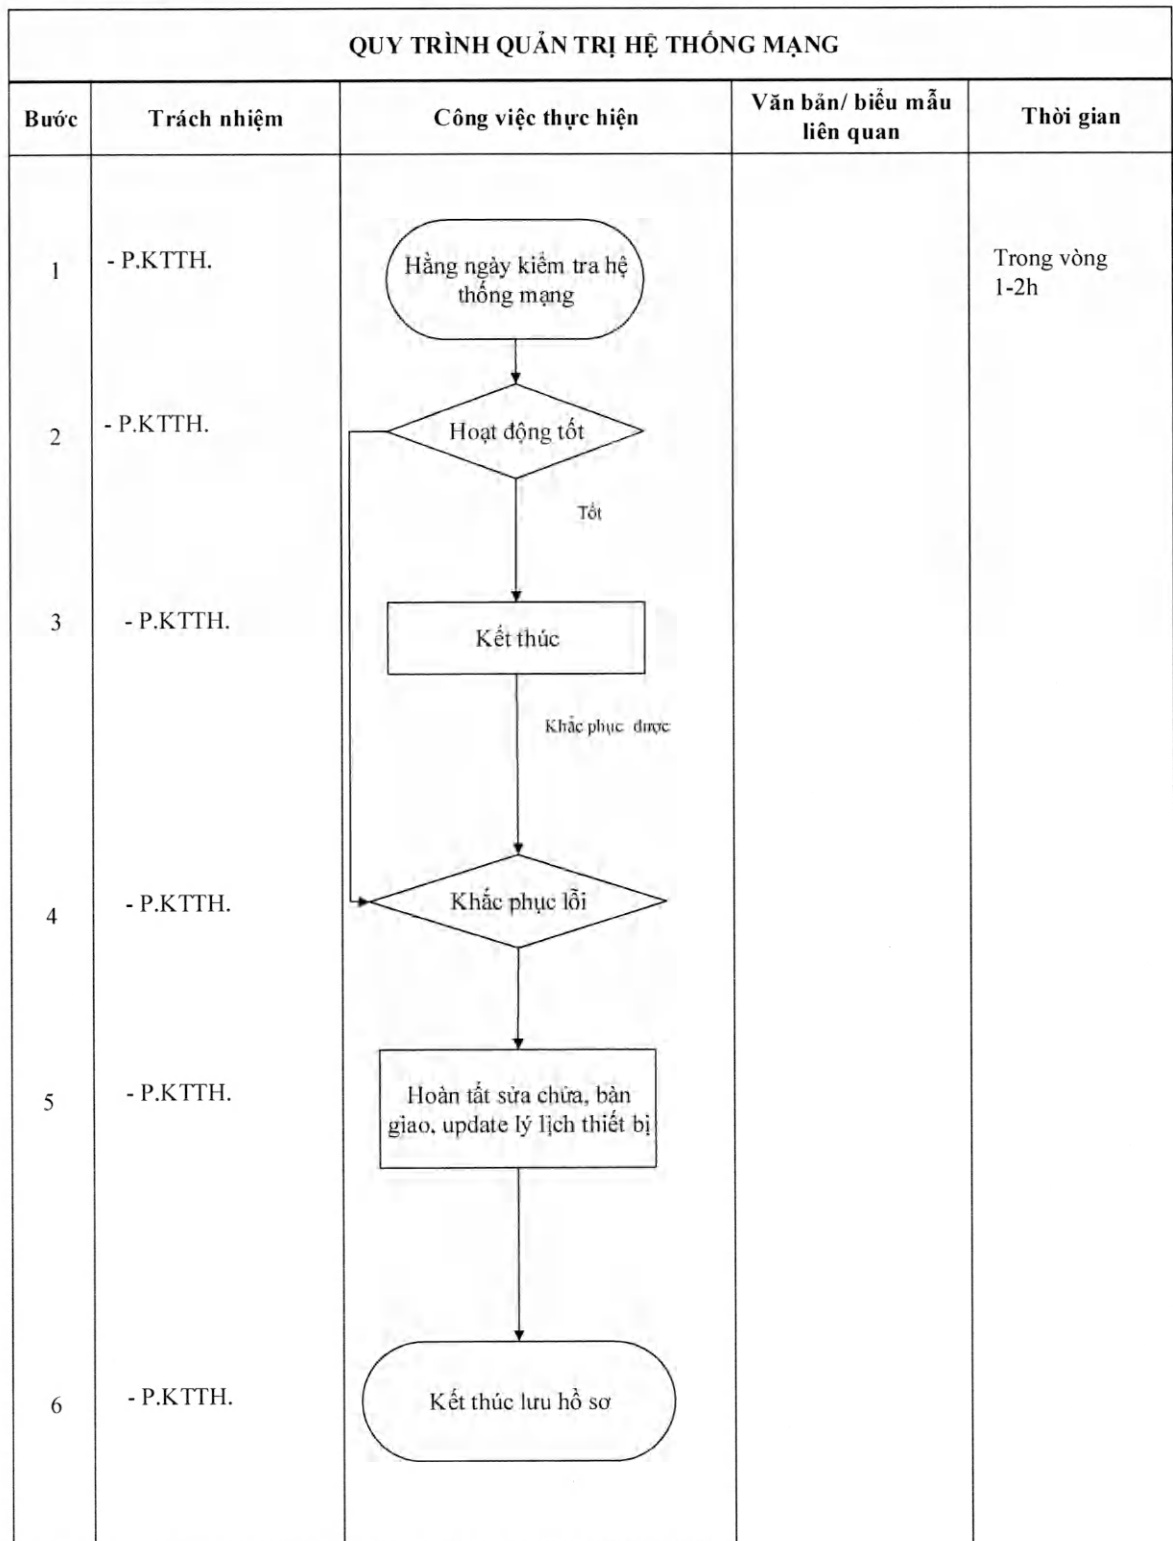 QUY TRÌNH QUẢN TRỊ HỆ THỐNG MẠNG
Bước
Trách nhiệm
Công việc thực hiện
Văn bản/ biểu mẫu
liên quan
Thời gian
1
- P.KTTH.
Hằng ngày kiểm tra hệ
thống mạng
Trong vòng
1-2h
2
- P.KTTH.
Hoạt động tốt
Tốt
3
- P.KTTH.
Kết thúc
Khắc phục được
4
- P.KTTH.
Khắc phục lỗi
5
- P.KTTH.
Hoàn tất sửa chữa, bàn
giao, update lý lịch thiết bị
6
- P.KTTH.
Kết thúc lưu hồ sơ